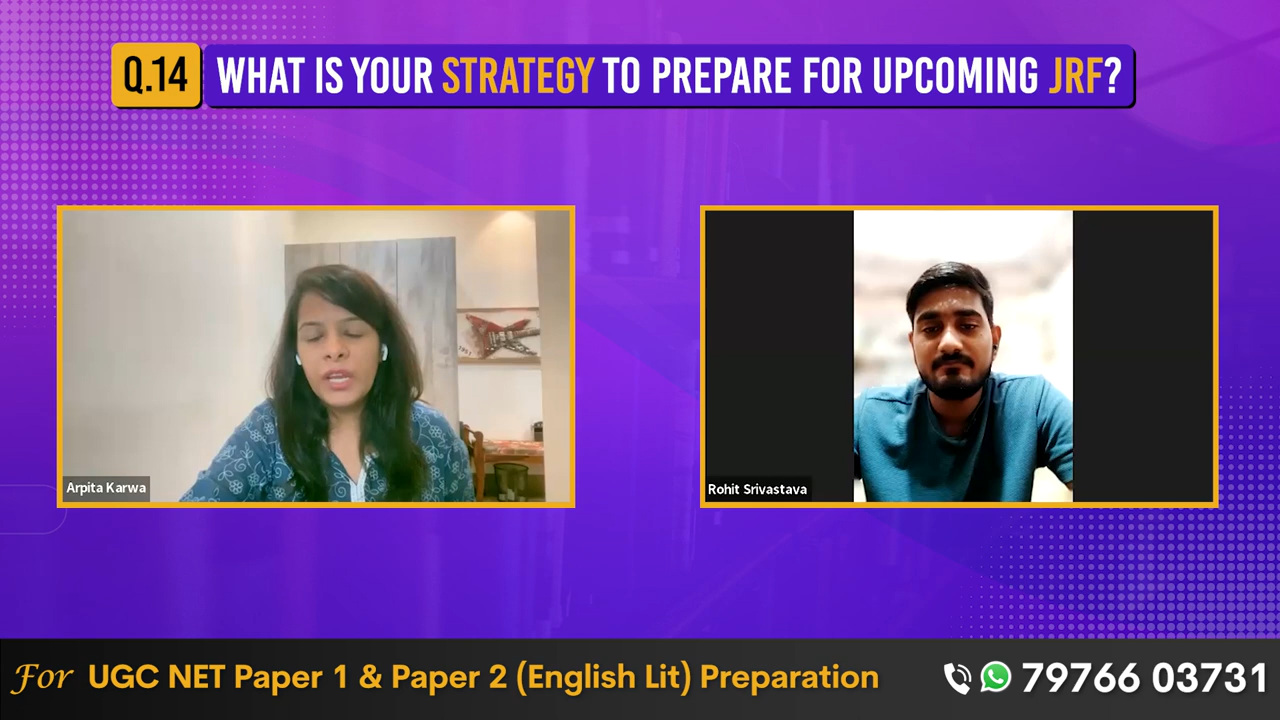 Q.14 WHAT IS YOUR STRATEGY TO PREPARE FOR UPCOMING JRF?
1967
Arpita Karwa
Rohit Srivastava
For UGC NET Paper 1 & Paper 2 (English Lit) Preparation 79766 03731